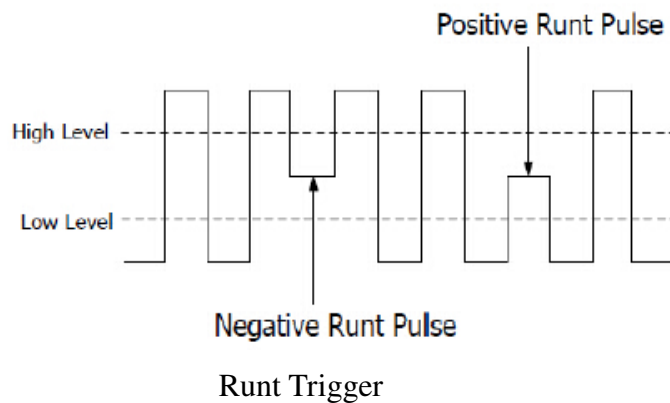 Positive Runt Pulse
High Level
Low Level
Negative Runt Pulse
Runt Trigger